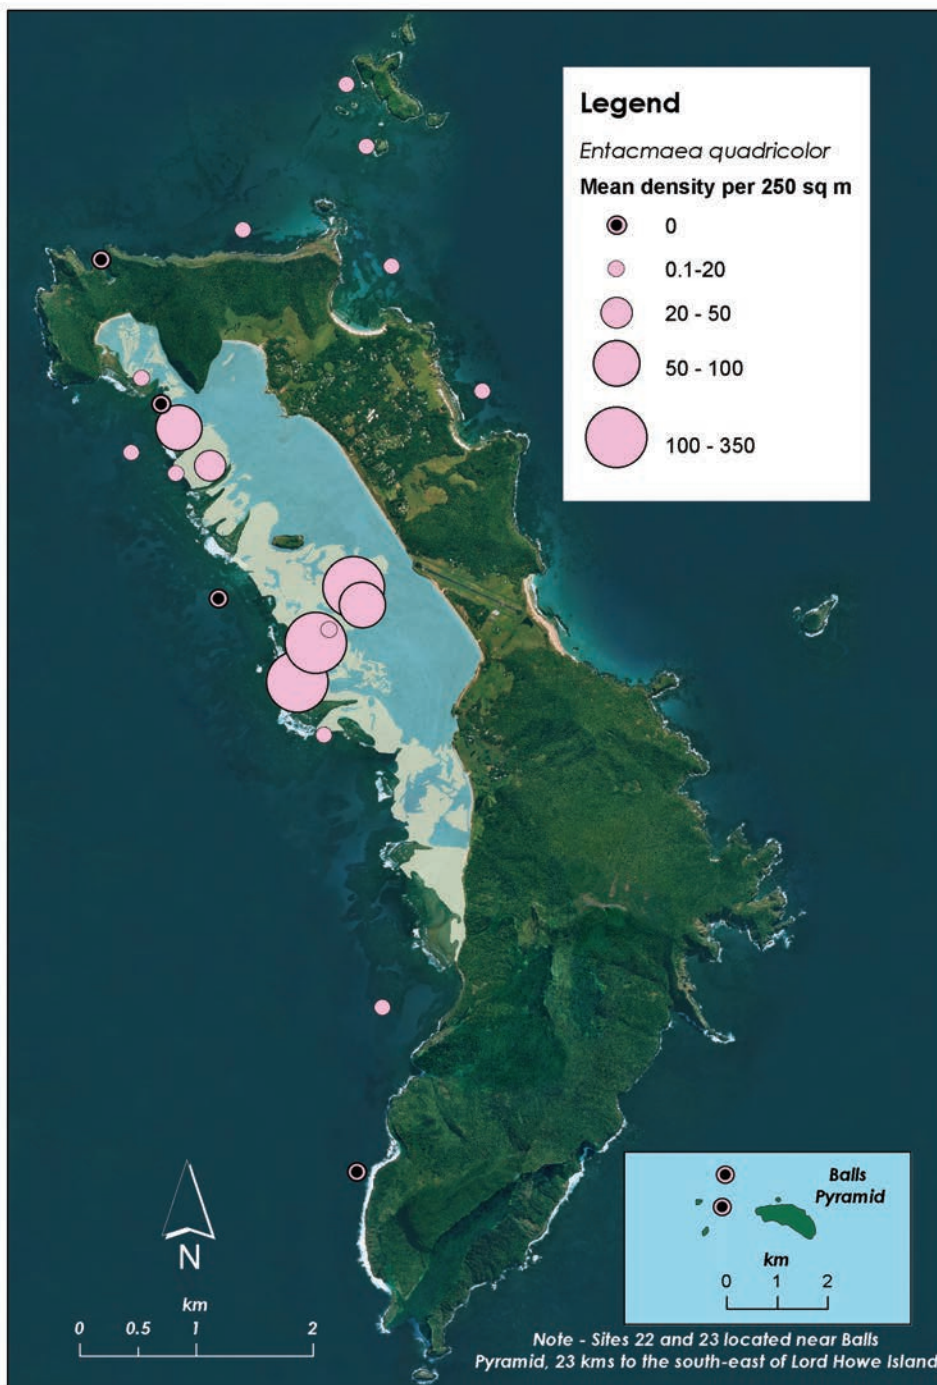 Legend
Entacmaea quadricolor
Mean density per 250 sq m
0
0.1-20
20 - 50
50 - 100
100 - 350
Balls
Pyramid
km
0 1 2
N
km
0 0.5 1 2
Note - Sites 22 and 23 located near Balls
Pyramid, 23 kms to the south-east of Lord Howe Island